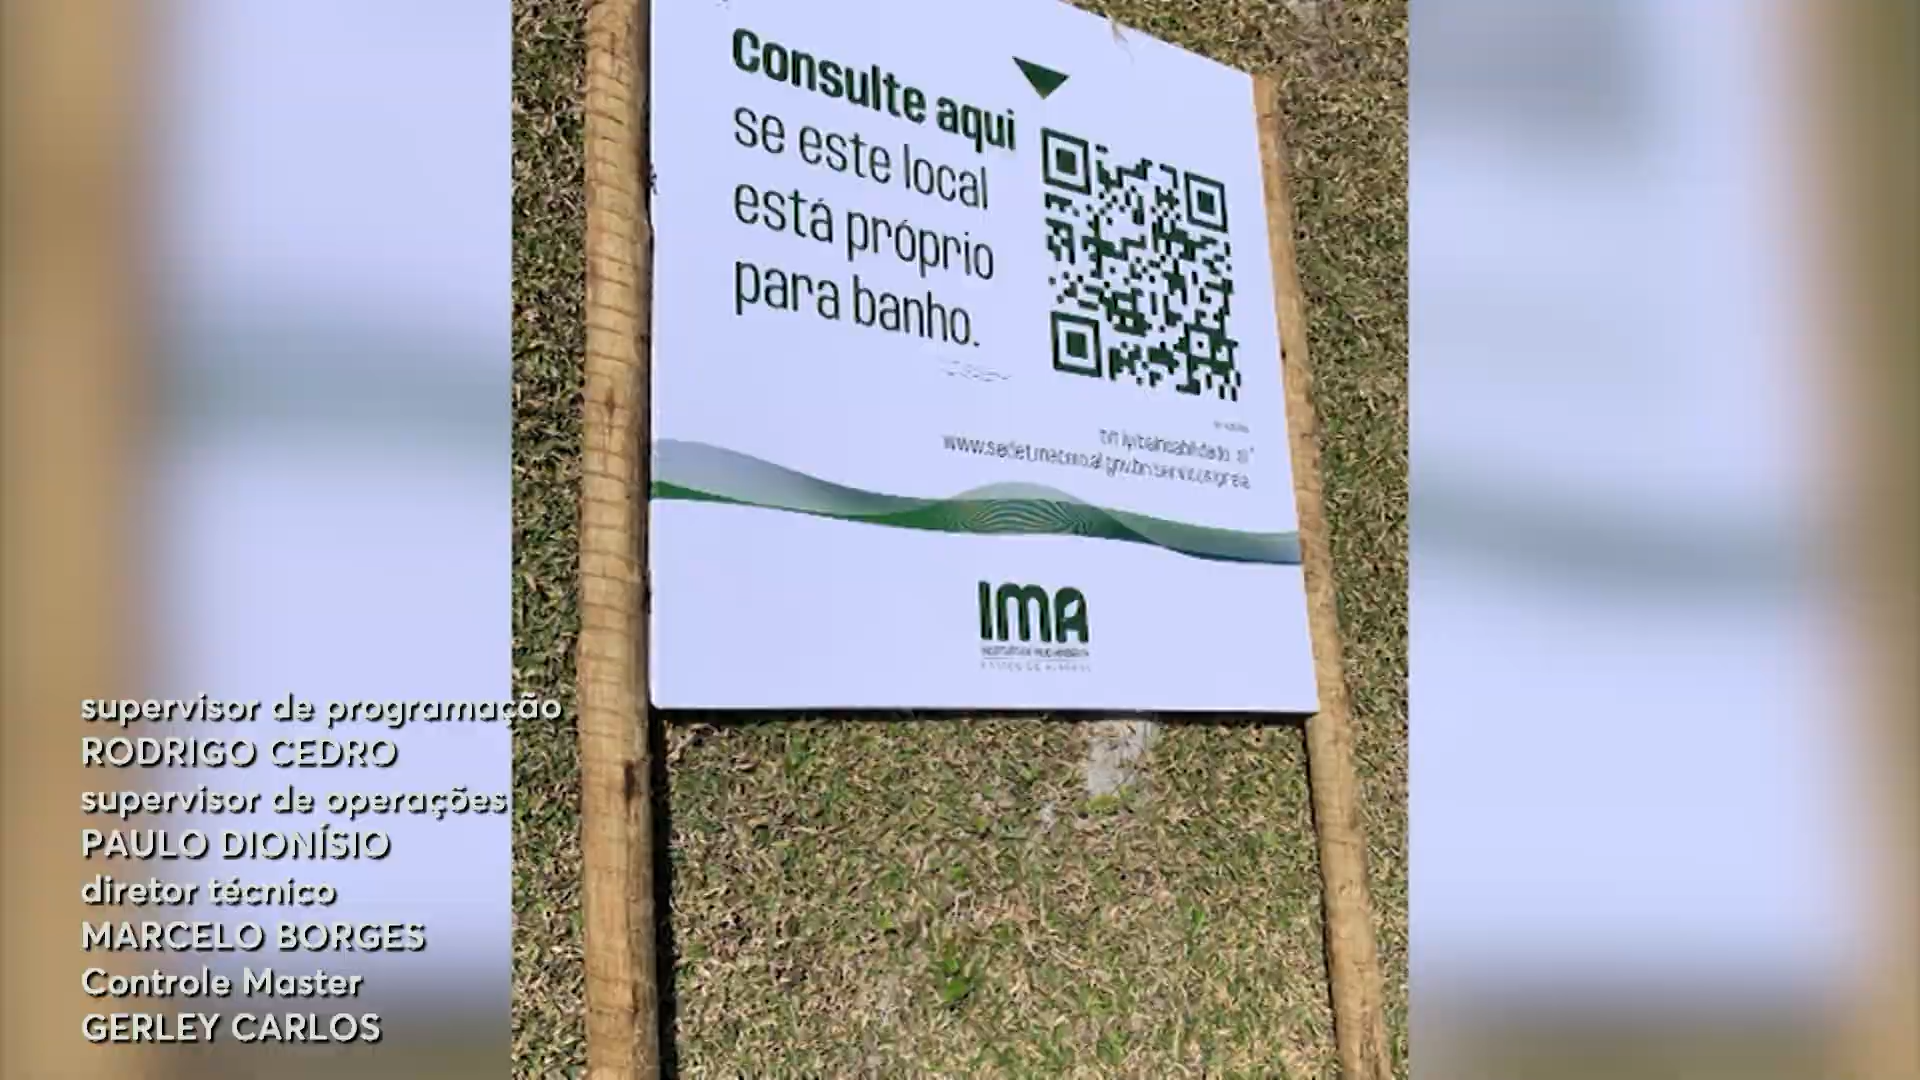 Consulte aqui
se este local
está próprio
para banho.
IMA
supervisor de programação
RODRIGO CEDRO
supervisor de operações
PAULO DIONÍSIO
diretor técnico
MARCELO BORGES
Controle Master
GERLEY CARLOS